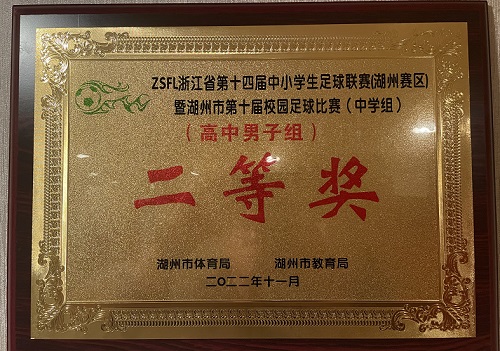 ZSFL浙江省第十四届中小学生足球联赛(湖州赛区)
暨湖州市第十届校园足球比赛（中学组）
（高中男子组）
二等奖
湖州市体育局 湖州市教育局
二〇二二年十一月